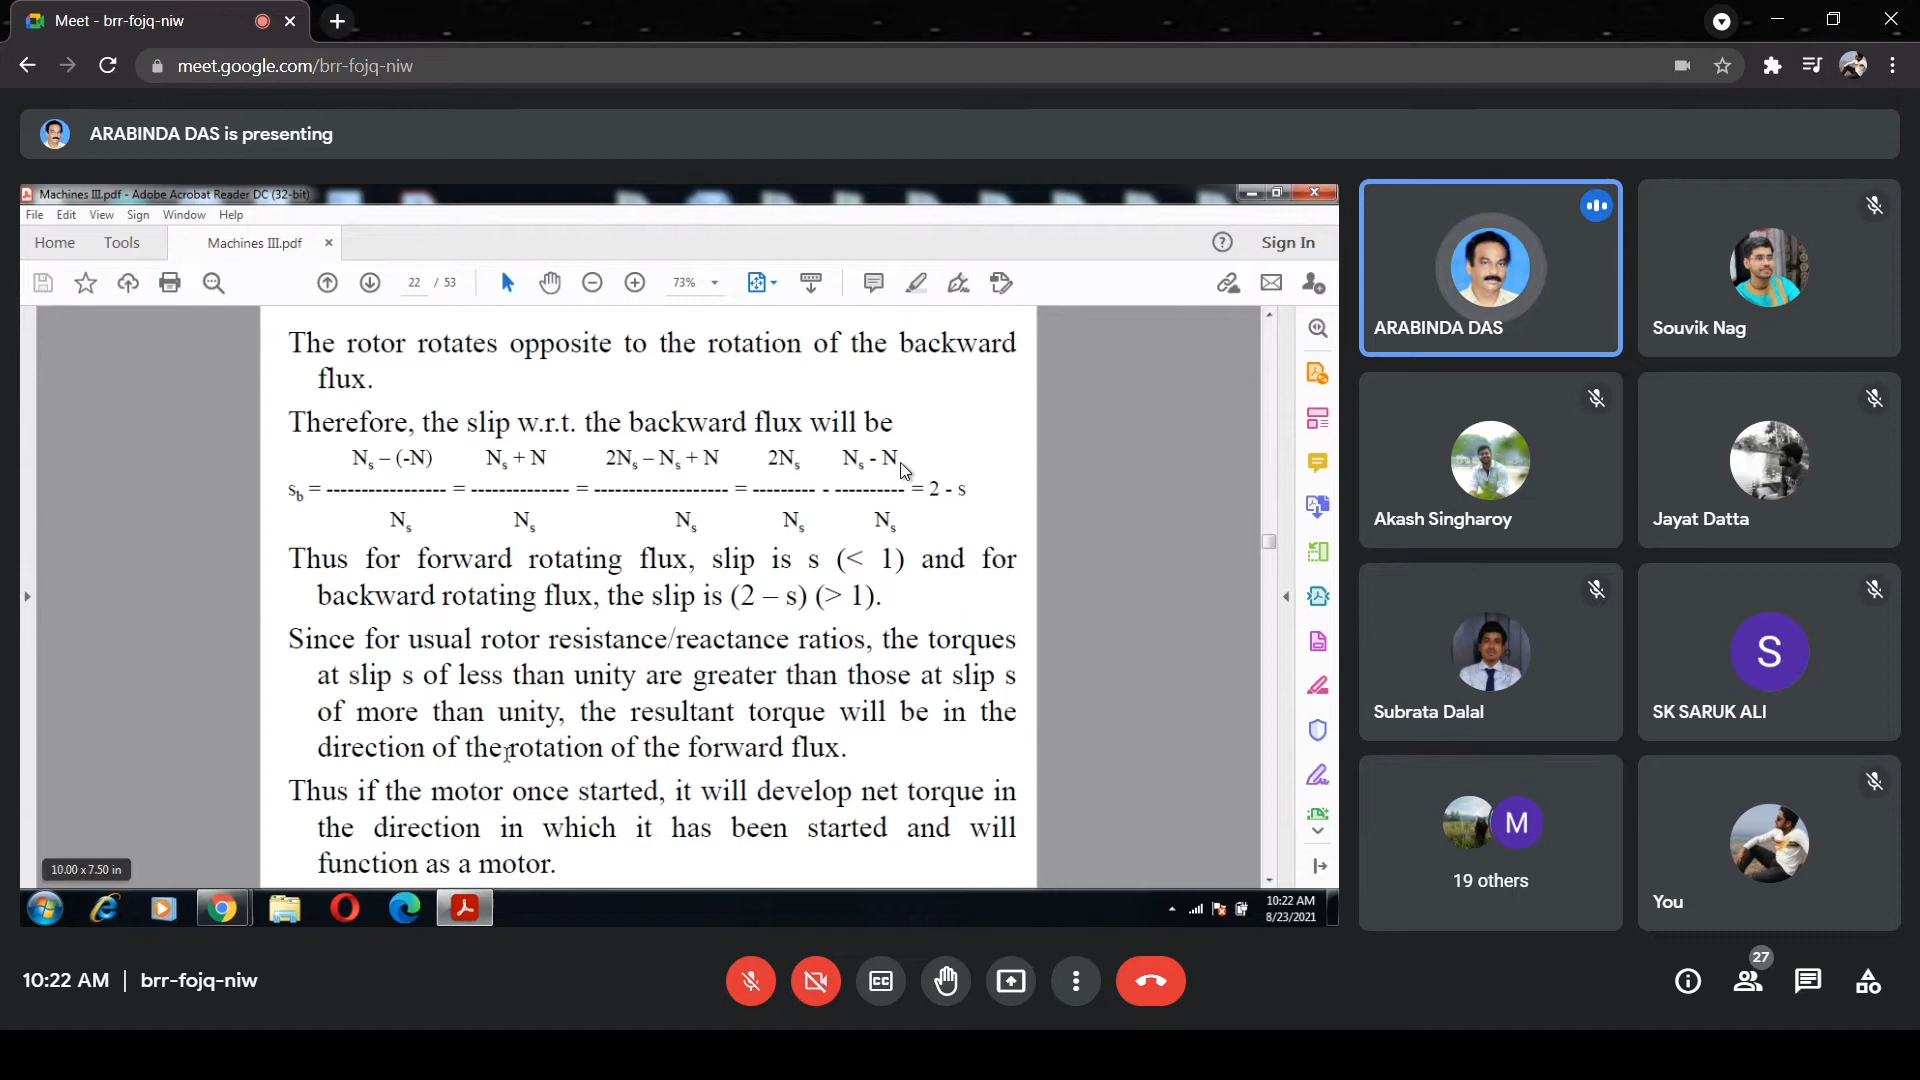 Meet - brr-fojq-niw
meet.google.com/brr-fojq-niw
ARABINDA DAS is presenting
Machines III.pdf - Adobe Acrobat Reader DC (32-bit)
File Edit View Sign Window Help
Home Tools Machines III.pdf × Sign In
22 / 53 73%
The rotor rotates opposite to the rotation of the backward
flux.
Therefore, the slip w.r.t. the backward flux will be
Nₛ – (-N) Nₛ + N 2Nₛ – Nₛ + N 2Nₛ Nₛ - N
s_b = ----------------- = -------------- = ------------------- = --------- - ---------- = 2 - s
Nₛ Nₛ Nₛ Nₛ Nₛ
Thus for forward rotating flux, slip is s (< 1) and for
backward rotating flux, the slip is (2 – s) (> 1).
Since for usual rotor resistance/reactance ratios, the torques
at slip s of less than unity are greater than those at slip s
of more than unity, the resultant torque will be in the
direction of the rotation of the forward flux.
Thus if the motor once started, it will develop net torque in
the direction in which it has been started and will
function as a motor.
10.00 x 7.50 in
10:22 AM
8/23/2021
ARABINDA DAS
Souvik Nag
Akash Singharoy
Jayat Datta
Subrata Dalal
S
SK SARUK ALI
M
19 others
You
10:22 AM | brr-fojq-niw
CC
27